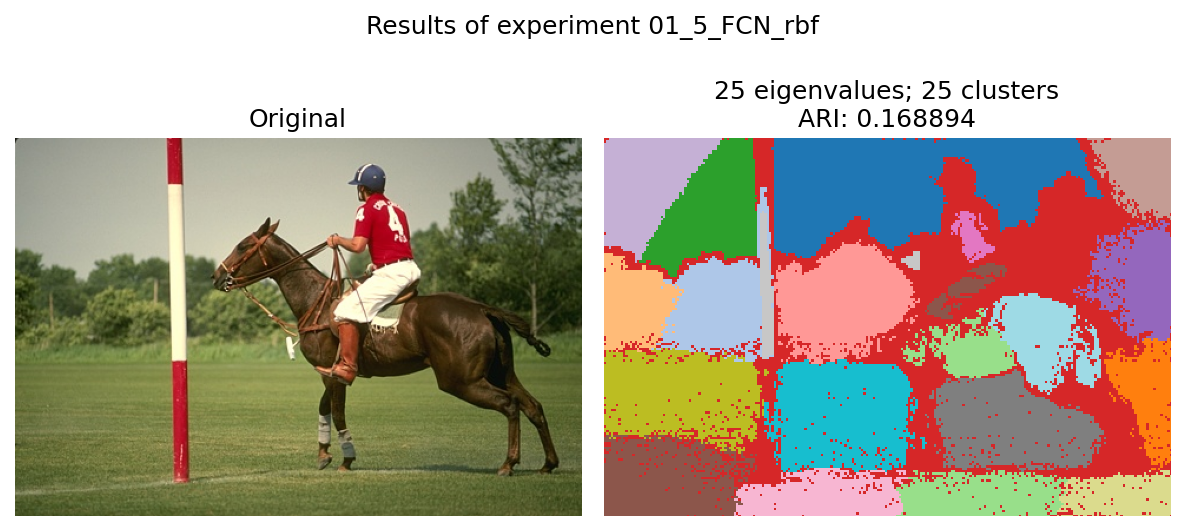 Results of experiment 01_5_FCN_rbf
Original
25 eigenvalues; 25 clusters
ARI: 0.168894
4